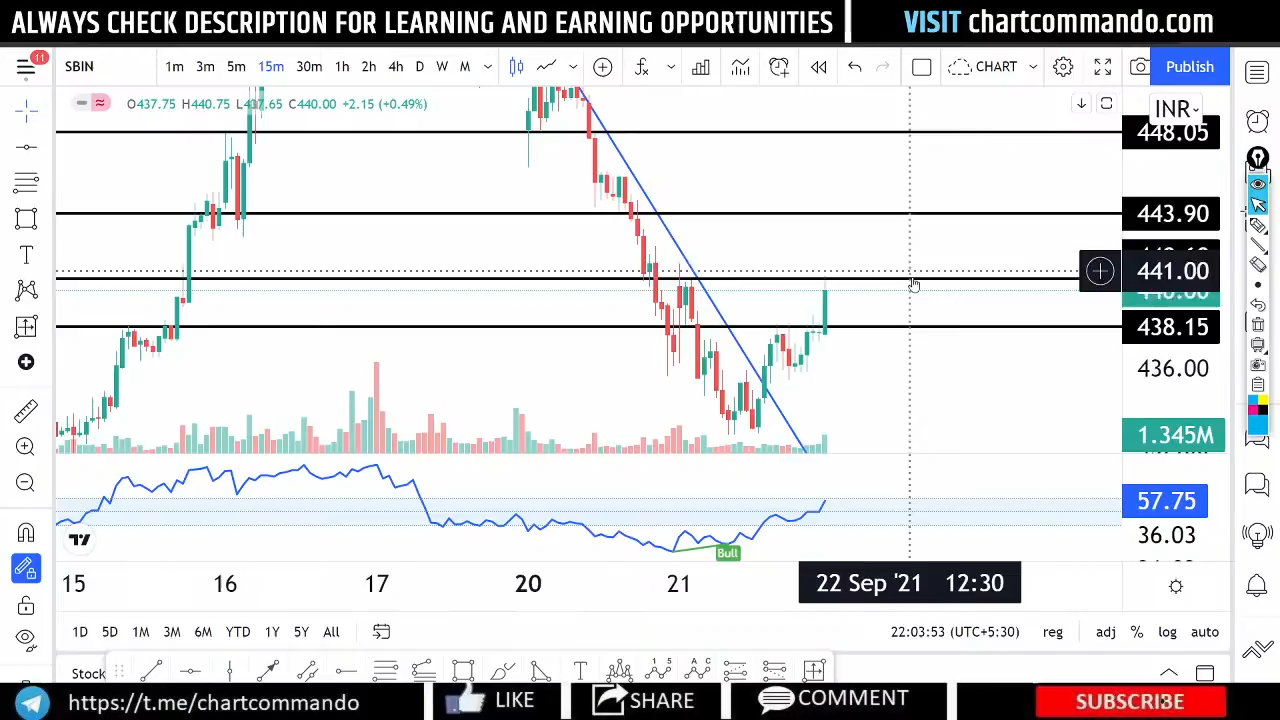 ALWAYS CHECK DESCRIPTION FOR LEARNING AND EARNING OPPORTUNITIES
VISIT chartcommando.com
11
SBIN 1m 3m 5m 15m 30m 1h 2h 4h D W M CHART Publish
O437.75 H440.75 L437.65 C440.00 +2.15 (+0.49%)
INR
448.05
443.90
441.00
440.00
438.15
436.00
1.345M
57.75
36.03
Bull
15 16 17 20 21 22 Sep '21 12:30
1D 5D 1M 3M 6M YTD 1Y 5Y All 22:03:53 (UTC+5:30) reg adj % log auto
Stock
https://t.me/chartcommando LIKE SHARE COMMENT SUBSCRIBE